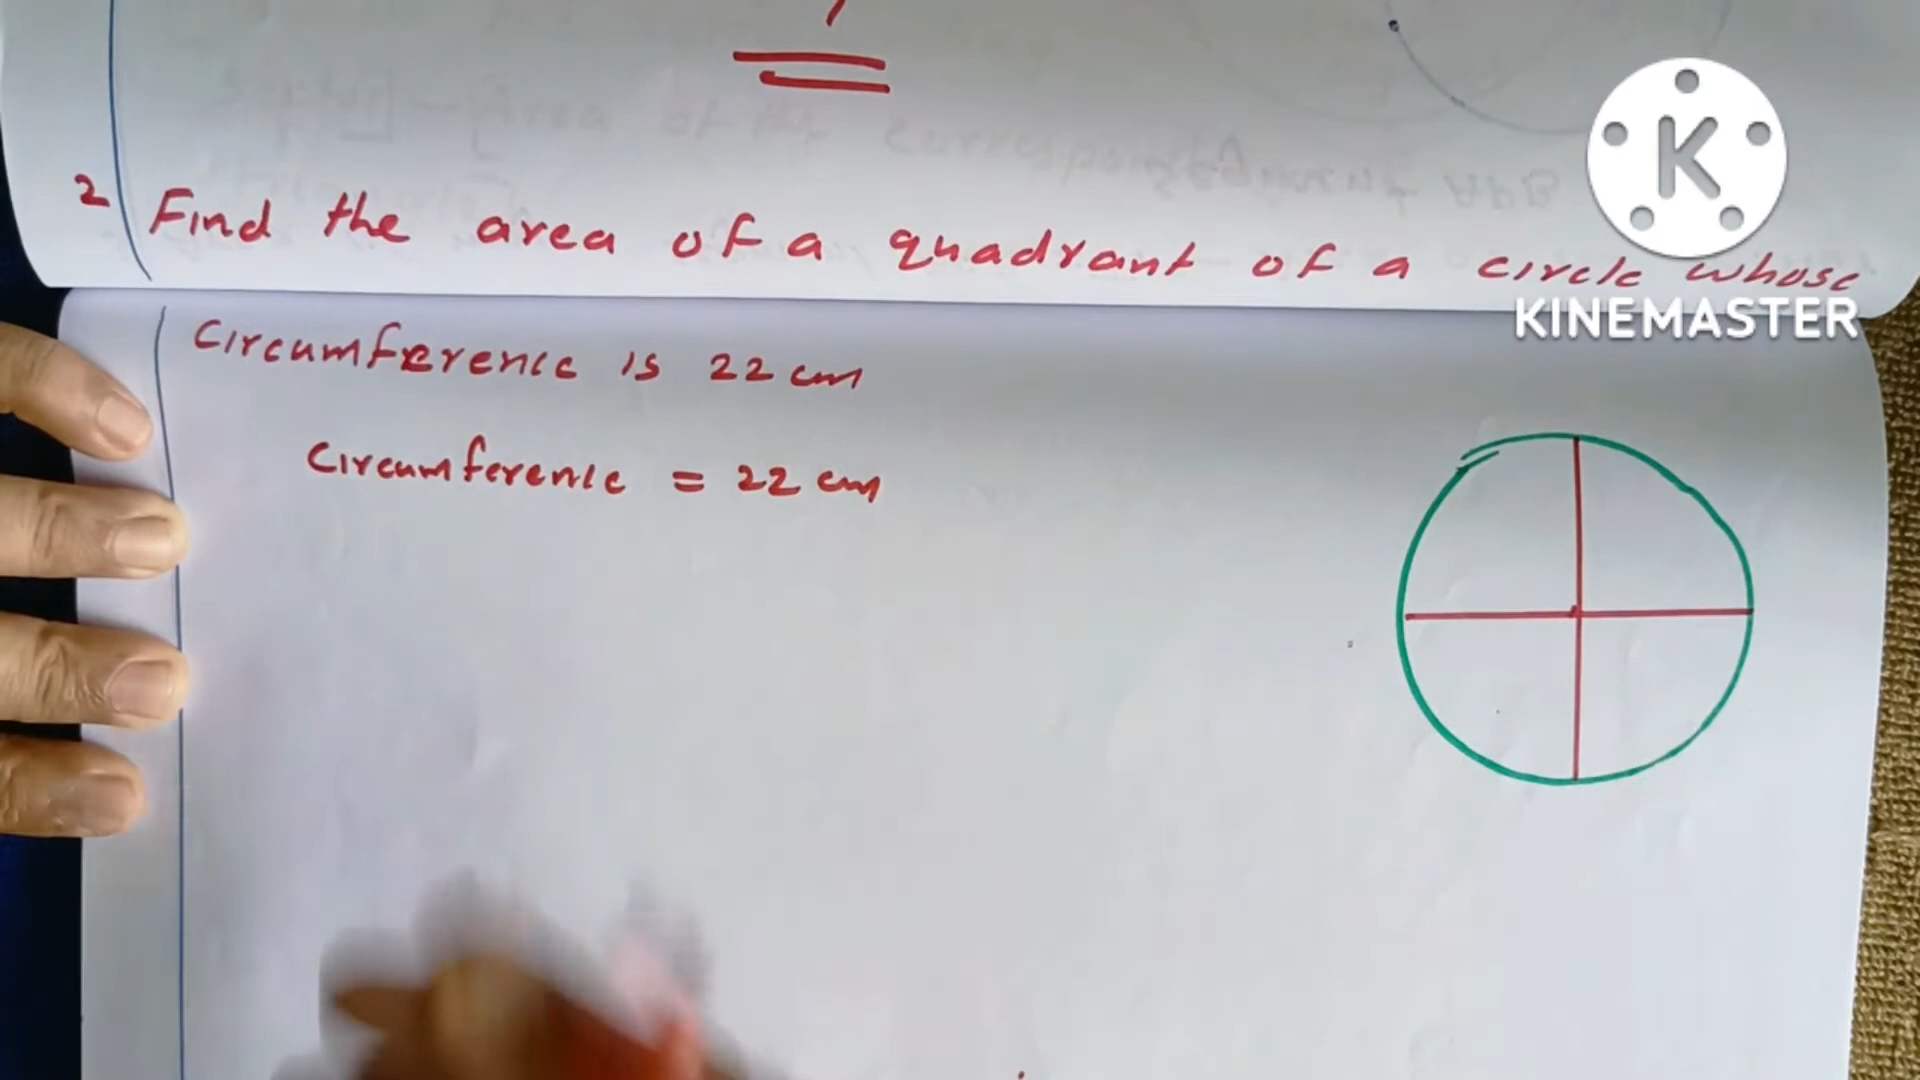 2 Find the area of a quadrant of a circle whose
K
KINEMASTER
Circumference is 22 cm
Circumference = 22 cm